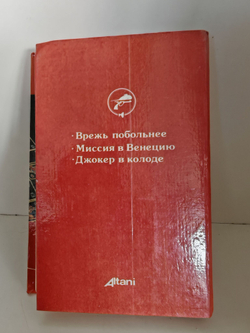 · Врежь побольнее
· Миссия в Венецию
· Джокер в колоде
Altani